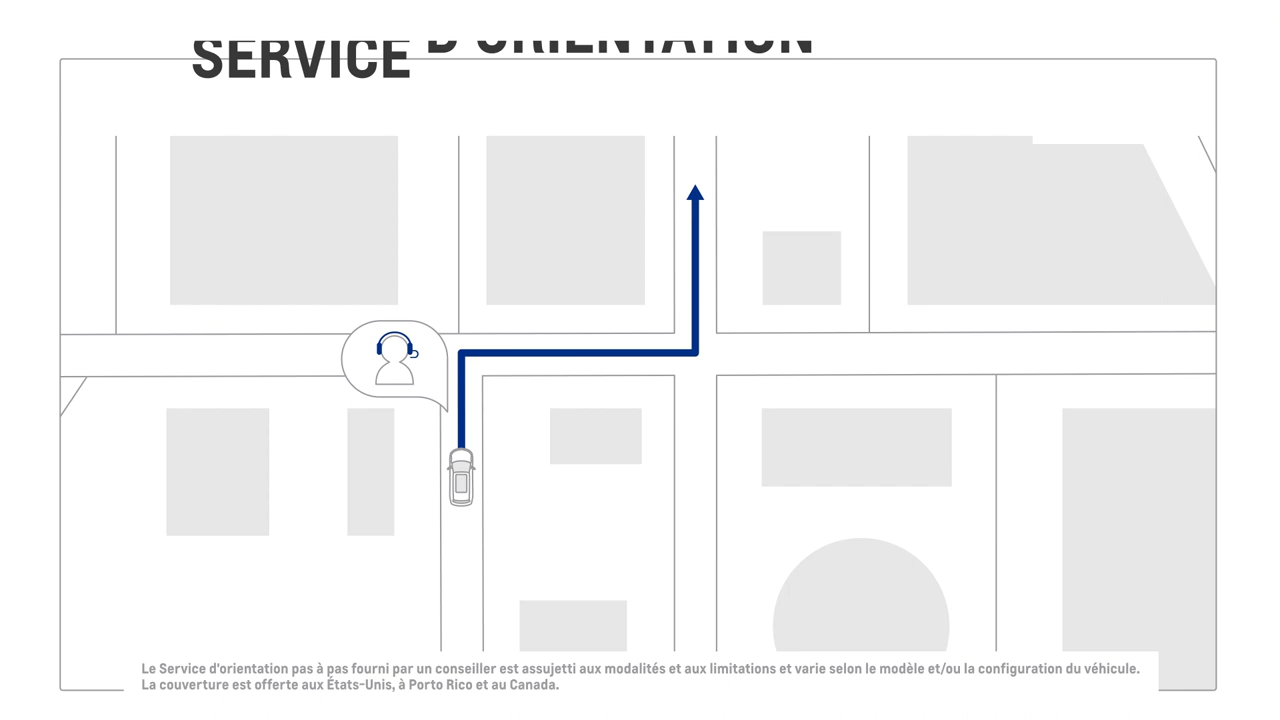 SERVICE D'ORIENTATION
Le Service d'orientation pas à pas fourni par un conseiller est assujetti aux modalités et aux limitations et varie selon le modèle et/ou la configuration du véhicule.
La couverture est offerte aux États-Unis, à Porto Rico et au Canada.